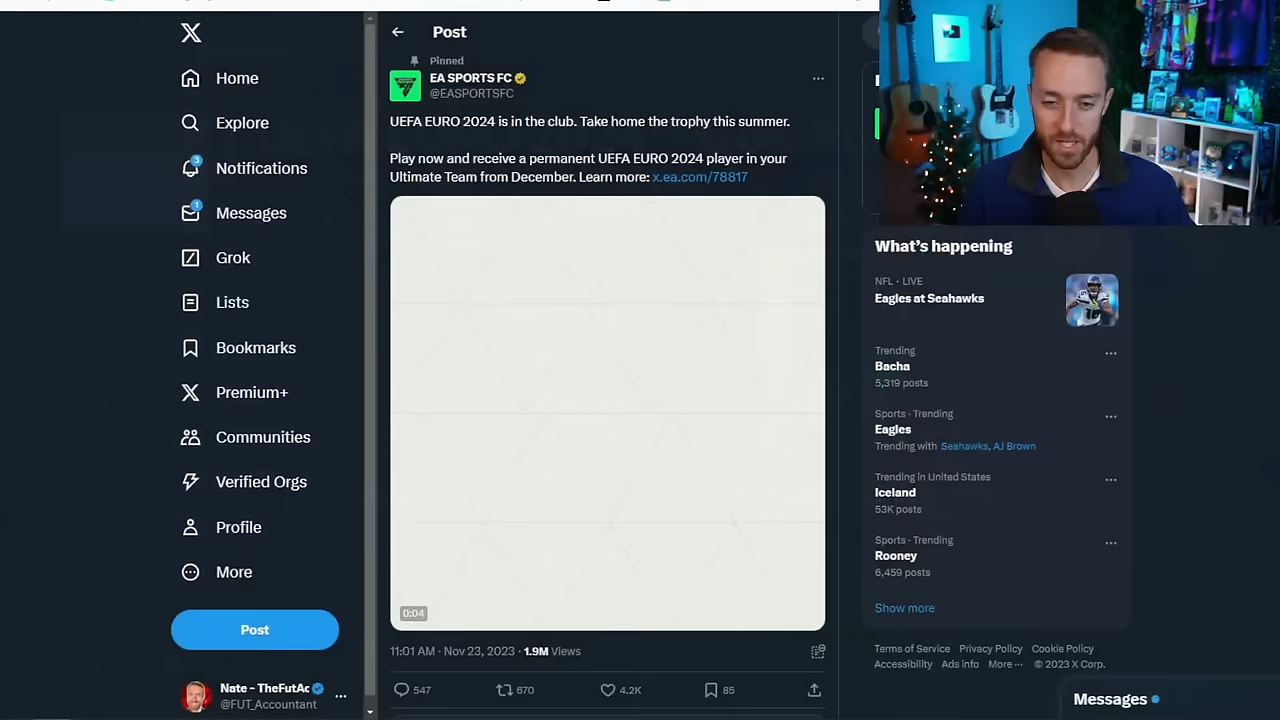 Home
Explore
3
Notifications
1
Messages
Grok
Lists
Bookmarks
Premium+
Communities
Verified Orgs
Profile
More
Post
Nate - TheFutAc
@FUT_Accountant
Post
Pinned
EA SPORTS FC
@EASPORTSFC
UEFA EURO 2024 is in the club. Take home the trophy this summer.
Play now and receive a permanent UEFA EURO 2024 player in your
Ultimate Team from December. Learn more: x.ea.com/78817
0:04
11:01 AM · Nov 23, 2023 · 1.9M Views
547
670
4.2K
85
What's happening
NFL · LIVE
Eagles at Seahawks
Trending
Bacha
5,319 posts
Sports · Trending
Eagles
Trending with Seahawks, AJ Brown
Trending in United States
Iceland
53K posts
Sports · Trending
Rooney
6,459 posts
Show more
Terms of Service Privacy Policy Cookie Policy
Accessibility Ads info More ··· © 2023 X Corp.
Messages